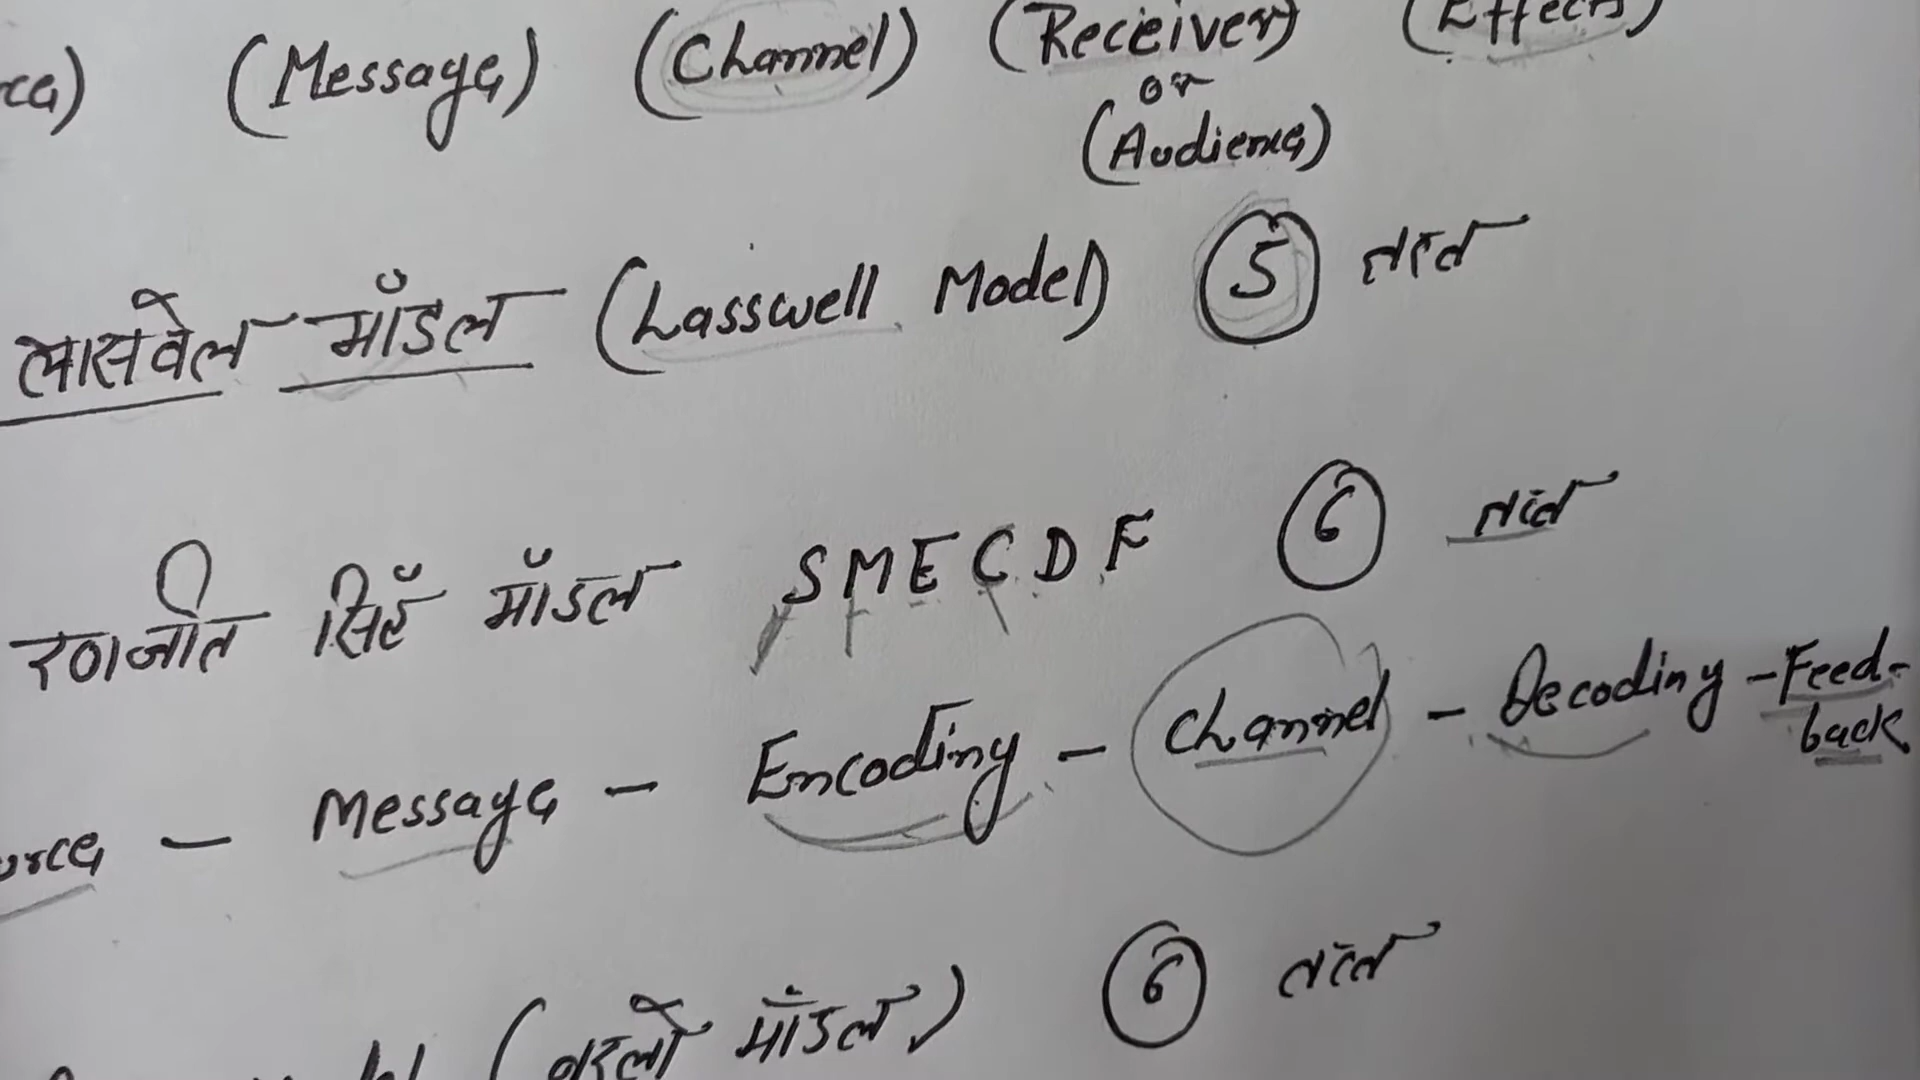 (Message) (Channel) (Receiver) (Effects)
or
(Audience)
लासवेल मॉडल (Lasswell Model) 5 तत्त्व
रणजीत सिंह मॉडल SMECDF 6 तत्त्व
Message - Encoding - Channel - Decoding - Feed-
back
मॉडल) 6 तत्त्व